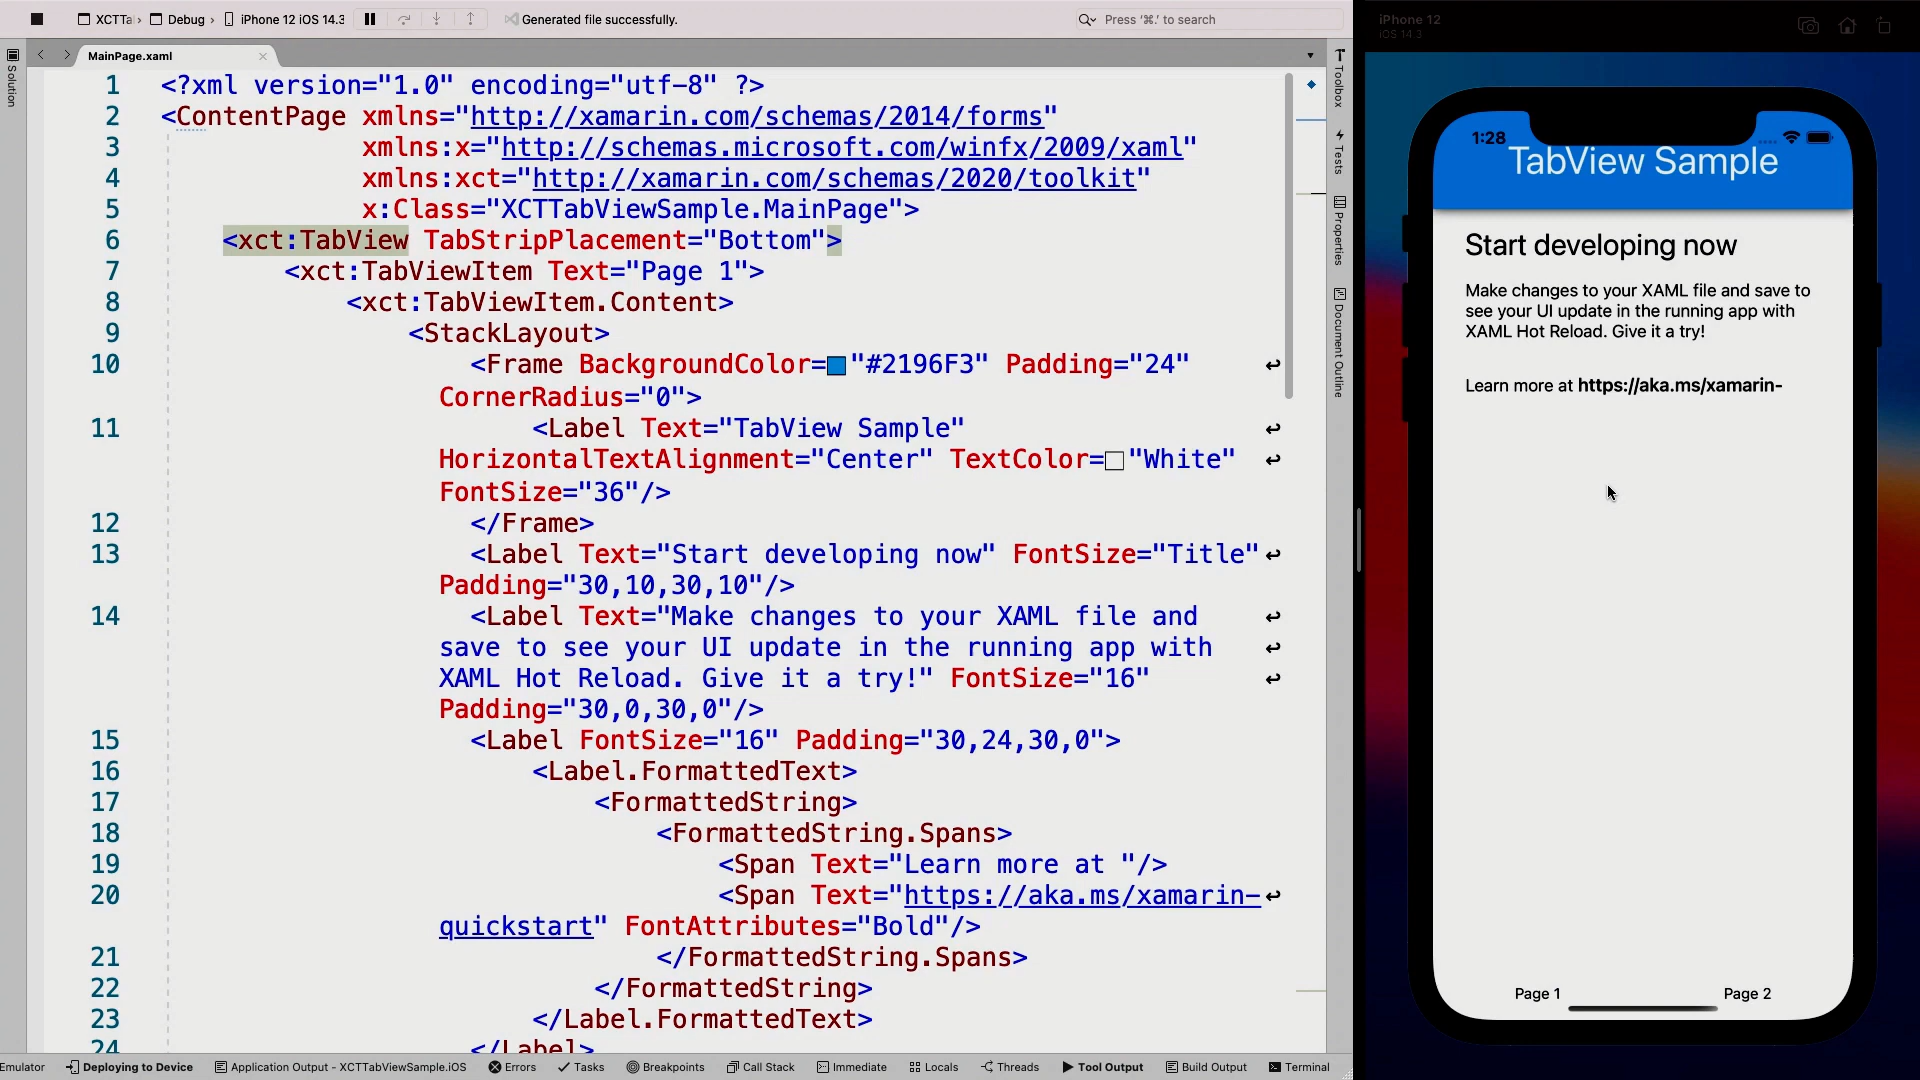 XCTTa
Debug
iPhone 12 iOS 14.3
Generated file successfully.
Press '⌘.' to search
MainPage.xaml
Solution
1 <?xml version="1.0" encoding="utf-8" ?>
2 <ContentPage xmlns="http://xamarin.com/schemas/2014/forms"
3 xmlns:x="http://schemas.microsoft.com/winfx/2009/xaml"
4 xmlns:xct="http://xamarin.com/schemas/2020/toolkit"
5 x:Class="XCTTabViewSample.MainPage">
6 <xct:TabView TabStripPlacement="Bottom">
7 <xct:TabViewItem Text="Page 1">
8 <xct:TabViewItem.Content>
9 <StackLayout>
10 <Frame BackgroundColor="#2196F3" Padding="24"
CornerRadius="0">
11 <Label Text="TabView Sample"
HorizontalTextAlignment="Center" TextColor="White"
FontSize="36"/>
12 </Frame>
13 <Label Text="Start developing now" FontSize="Title"
Padding="30,10,30,10"/>
14 <Label Text="Make changes to your XAML file and
save to see your UI update in the running app with
XAML Hot Reload. Give it a try!" FontSize="16"
Padding="30,0,30,0"/>
15 <Label FontSize="16" Padding="30,24,30,0">
16 <Label.FormattedText>
17 <FormattedString>
18 <FormattedString.Spans>
19 <Span Text="Learn more at "/>
20 <Span Text="https://aka.ms/xamarin-
quickstart" FontAttributes="Bold"/>
21 </FormattedString.Spans>
22 </FormattedString>
23 </Label.FormattedText>
24 </Label>
Toolbox
Tests
Properties
Document Outline
Emulator
Deploying to Device
Application Output - XCTTabViewSample.iOS
Errors
Tasks
Breakpoints
Call Stack
Immediate
Locals
Threads
Tool Output
Build Output
Terminal
iPhone 12
iOS 14.3
1:28
TabView Sample
Start developing now
Make changes to your XAML file and save to
see your UI update in the running app with
XAML Hot Reload. Give it a try!
Learn more at https://aka.ms/xamarin-
Page 1
Page 2